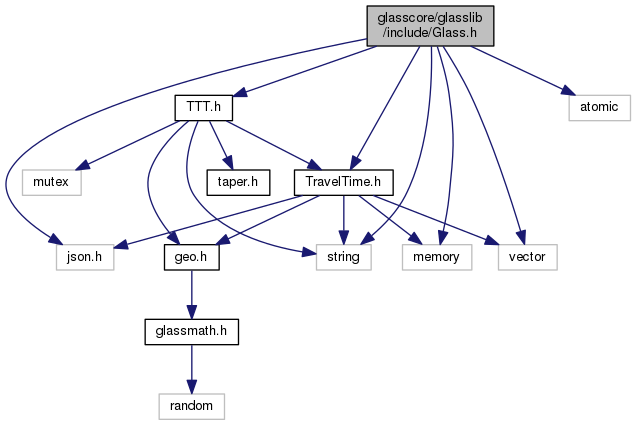 glasscore/glasslib
/include/Glass.h
TTT.h
atomic
mutex
taper.h
TravelTime.h
json.h
geo.h
string
memory
vector
glassmath.h
random